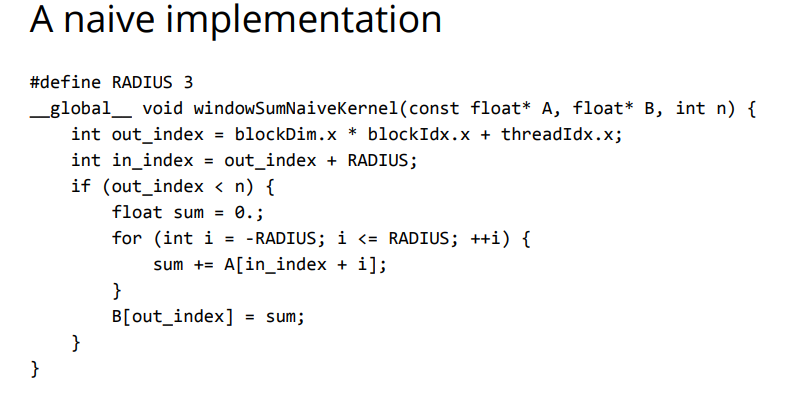 A naive implementation
#define RADIUS 3
__global__ void windowSumNaiveKernel(const float* A, float* B, int n) {
    int out_index = blockDim.x * blockIdx.x + threadIdx.x;
    int in_index = out_index + RADIUS;
    if (out_index < n) {
        float sum = 0.;
        for (int i = -RADIUS; i <= RADIUS; ++i) {
            sum += A[in_index + i];
        }
        B[out_index] = sum;
    }
}